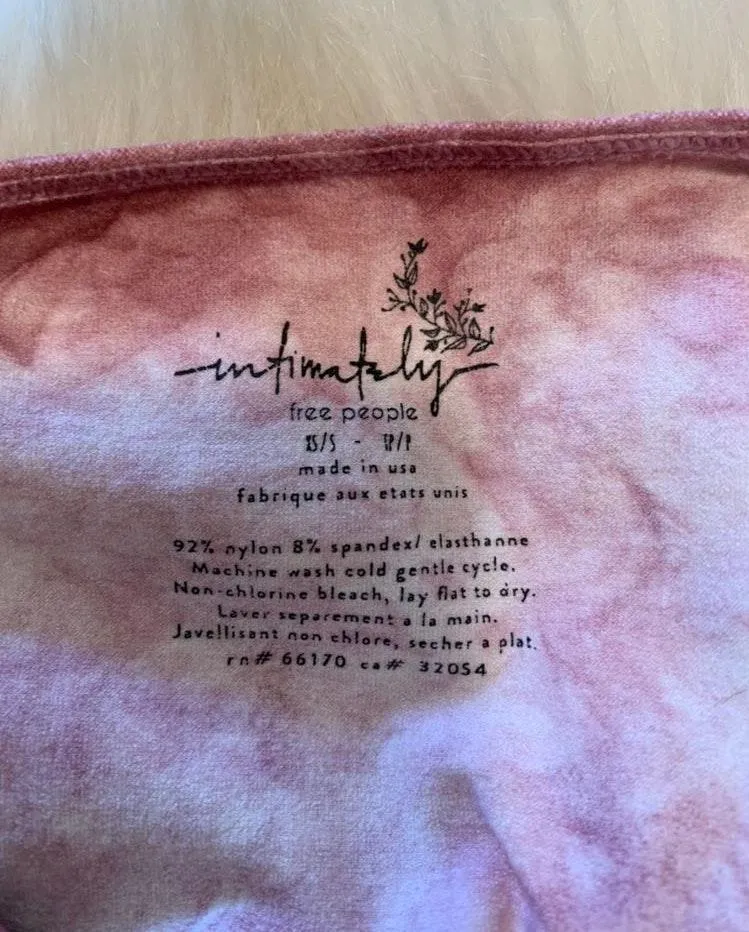 intimately
free people
XS/S - TP/P
made in usa
fabrique aux etats unis
92% nylon 8% spandex/ elasthanne
Machine wash cold gentle cycle.
Non-chlorine bleach, lay flat to dry.
Laver separement a la main.
Javellisant non chlore, secher a plat.
rn# 66170 ca# 32054